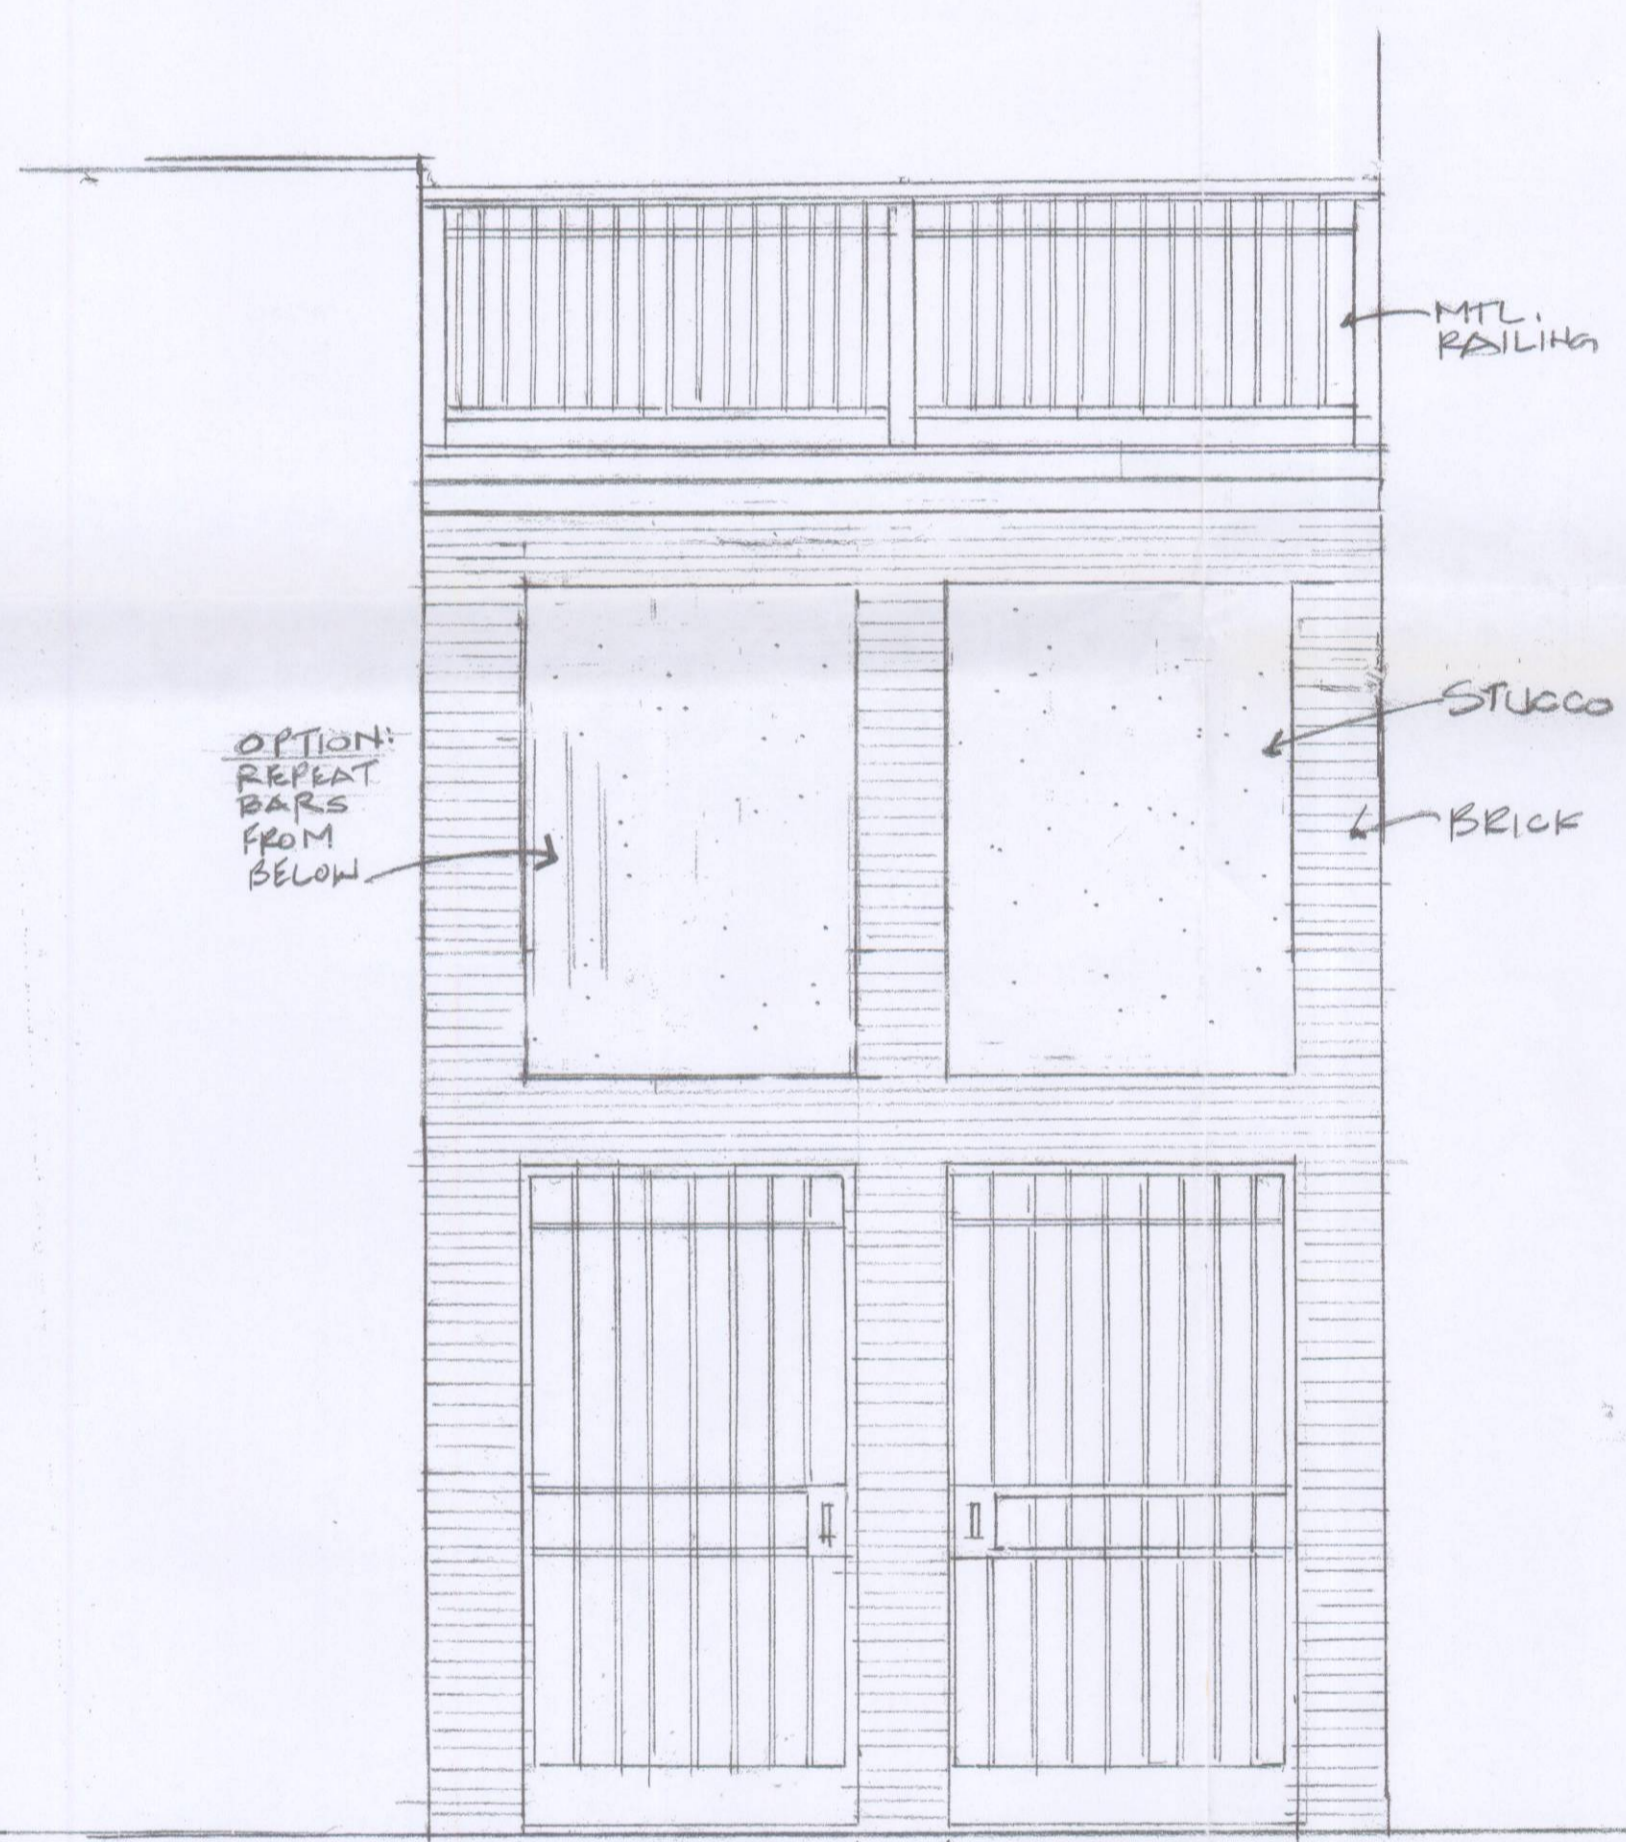 MTL.
RAILING
STUCCO
BRICK
OPTION:
REPEAT
BARS
FROM
BELOW